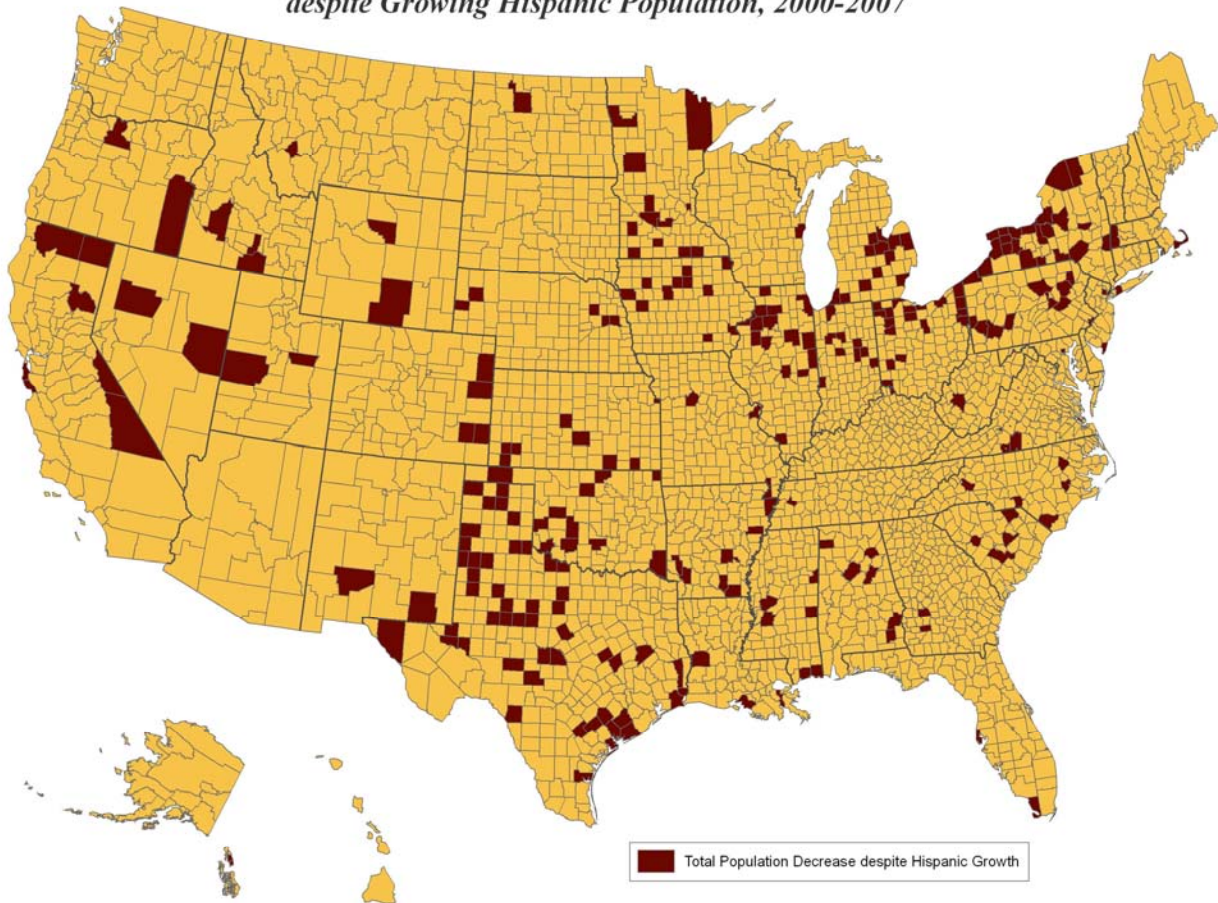 despite Growing Hispanic Population, 2000-2007
Total Population Decrease despite Hispanic Growth